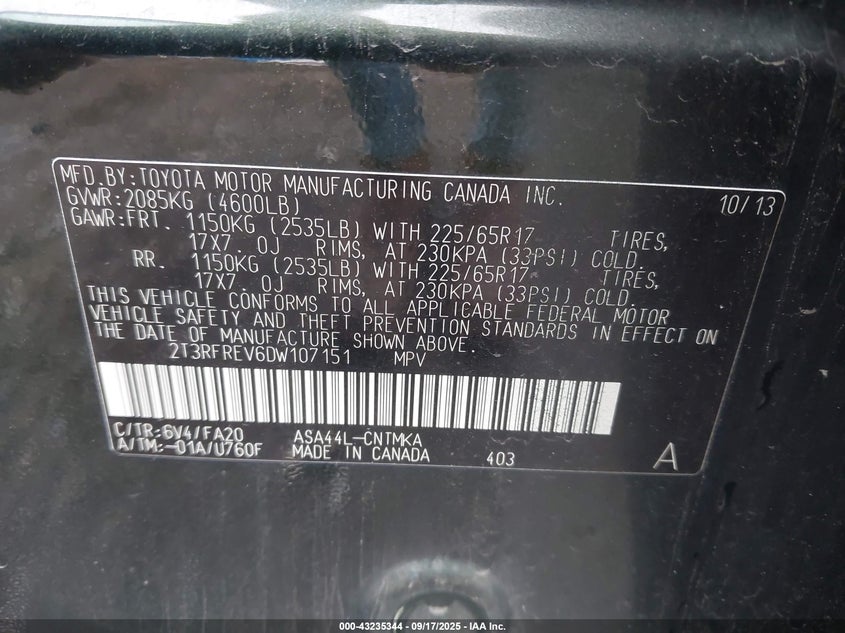 MFD.BY:TOYOTA MOTOR MANUFACTURING CANADA INC. 10/13
GVWR:2085KG (4600LB)
GAWR:FRT. 1150KG (2535LB) WITH 225/65R17 TIRES,
17X7.0J RIMS, AT 230KPA (33PSI) COLD.
RR. 1150KG (2535LB) WITH 225/65R17 TIRES,
17X7.0J RIMS, AT 230KPA (33PSI) COLD.
THIS VEHICLE CONFORMS TO ALL APPLICABLE FEDERAL MOTOR
VEHICLE SAFETY AND THEFT PREVENTION STANDARDS IN EFFECT ON
THE DATE OF MANUFACTURE SHOWN ABOVE.
2T3RFREV6DW107151 MPV
C/TR:6V4/FA20 ASA44L-CNTMKA
A/TM:-01A/U760F MADE IN CANADA 403 A
000-43235344 - 09/17/2025 - IAA Inc.